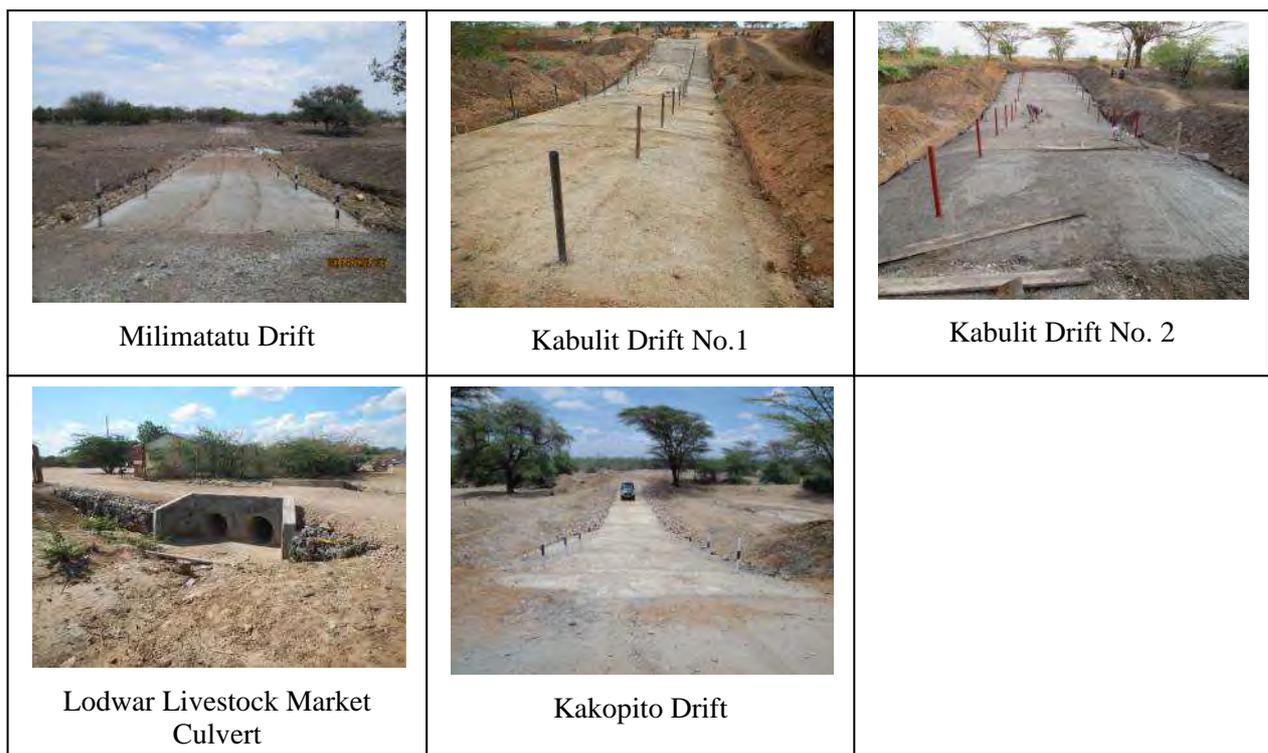 Milimatatu Drift
Kabulit Drift No.1
Kabulit Drift No. 2
Lodwar Livestock Market
Culvert
Kakopito Drift